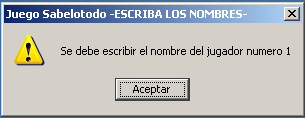 Juego Sabelotodo -ESCRIBA LOS NOMBRES-
Se debe escribir el nombre del jugador numero 1
Aceptar